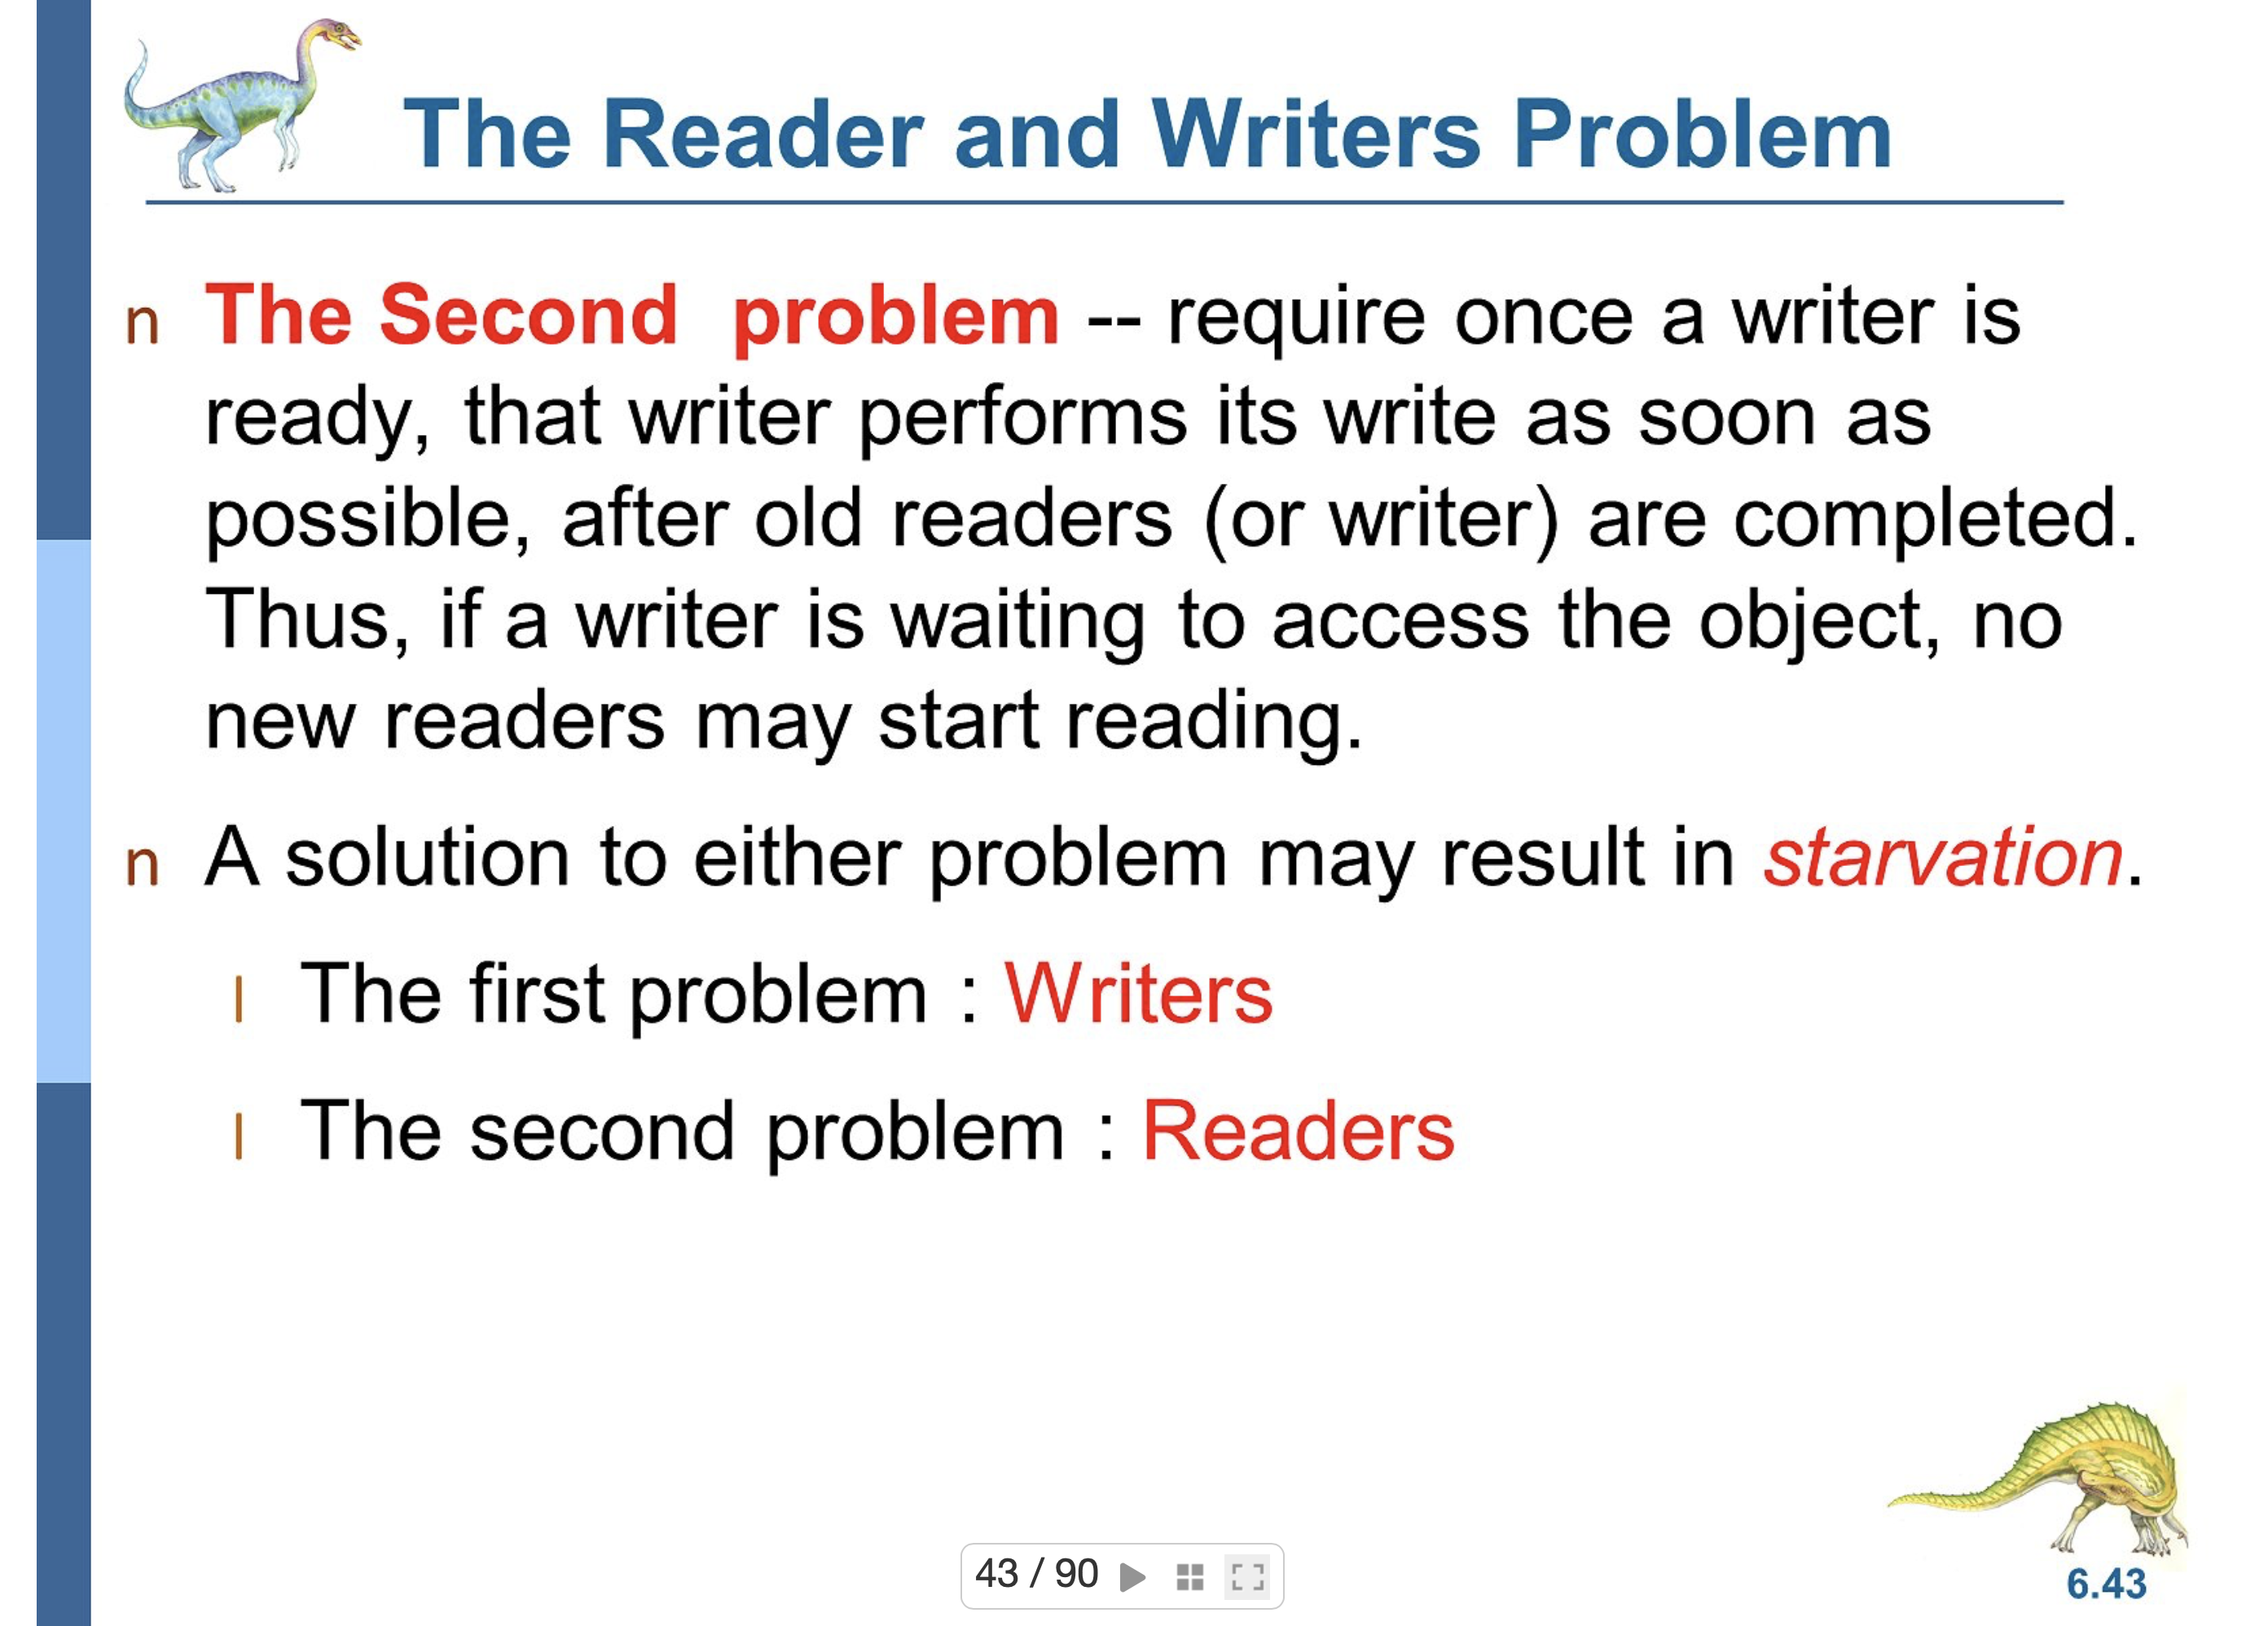 The Reader and Writers Problem
n The Second problem -- require once a writer is
ready, that writer performs its write as soon as
possible, after old readers (or writer) are completed.
Thus, if a writer is waiting to access the object, no
new readers may start reading.
n A solution to either problem may result in starvation.
l The first problem : Writers
l The second problem : Readers
43 / 90
6.43